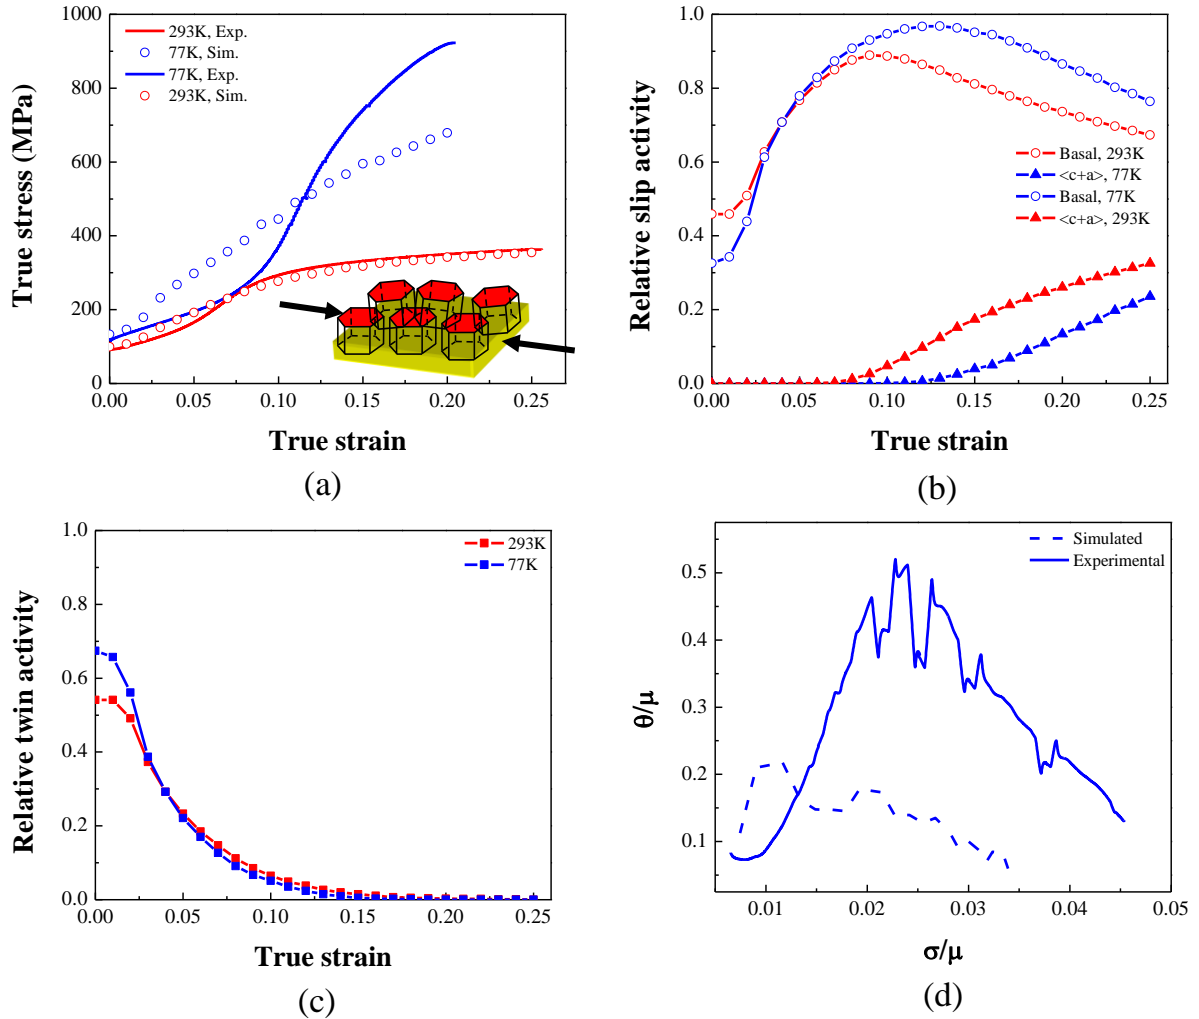 1000
800
600
400
200
0
0.00 0.05 0.10 0.15 0.20 0.25
True stress (MPa)
True strain
293K, Exp.
77K, Sim.
77K, Exp.
293K, Sim.
(a)
1.0
0.8
0.6
0.4
0.2
0.0
0.00 0.05 0.10 0.15 0.20 0.25
Relative slip activity
True strain
Basal, 293K
<c+a>, 77K
Basal, 77K
<c+a>, 293K
(b)
1.0
0.8
0.6
0.4
0.2
0.0
0.00 0.05 0.10 0.15 0.20 0.25
Relative twin activity
True strain
293K
77K
(c)
0.5
0.4
0.3
0.2
0.1
0.01 0.02 0.03 0.04 0.05
θ/μ
σ/μ
Simulated
Experimental
(d)